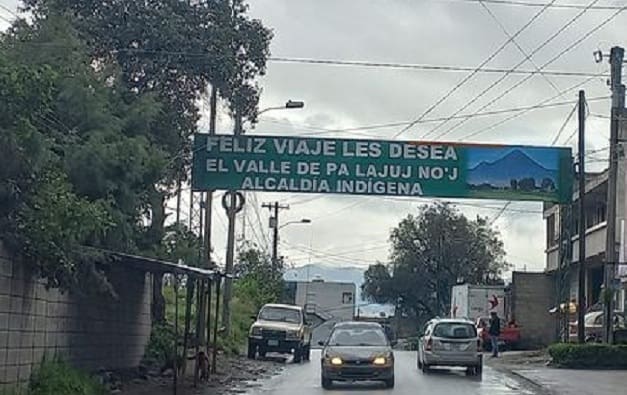 FELIZ VIAJE LES DESEA
EL VALLE DE PA LAJUJ NO'J
ALCALDÍA INDÍGENA